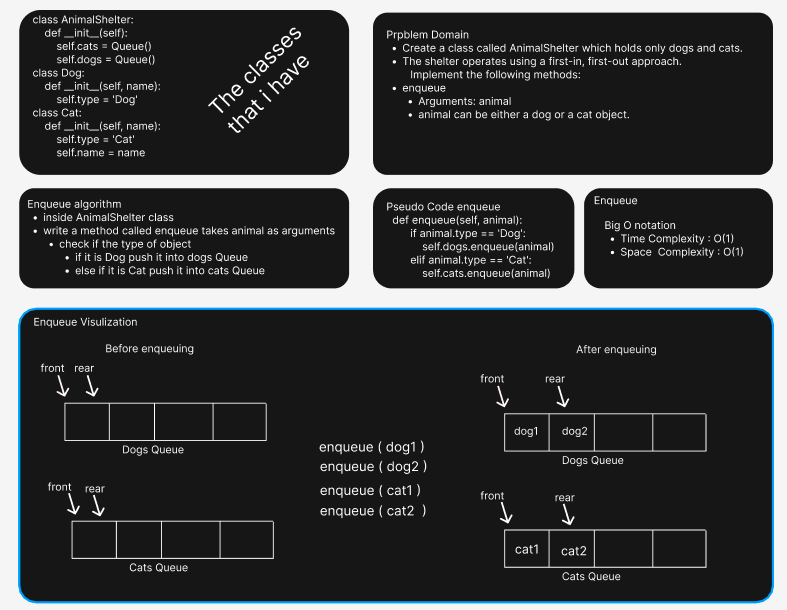 class AnimalShelter:
def __init__(self):
self.cats = Queue()
self.dogs = Queue()
class Dog:
def __init__(self, name):
self.type = 'Dog'
class Cat:
def __init__(self, name):
self.type = 'Cat'
self.name = name
The classes
that i have
Prpblem Domain
• Create a class called AnimalShelter which holds only dogs and cats.
• The shelter operates using a first-in, first-out approach.
Implement the following methods:
• enqueue
• Arguments: animal
• animal can be either a dog or a cat object.
Enqueue algorithm
• inside AnimalShelter class
• write a method called enqueue takes animal as arguments
• check if the type of object
• if it is Dog push it into dogs Queue
• else if it is Cat push it into cats Queue
Pseudo Code enqueue
def enqueue(self, animal):
if animal.type == 'Dog':
self.dogs.enqueue(animal)
elif animal.type == 'Cat':
self.cats.enqueue(animal)
Enqueue
Big O notation
• Time Complexity : O(1)
• Space Complexity : O(1)
Enqueue Visulization
Before enqueuing
front rear
Dogs Queue
front rear
Cats Queue
enqueue ( dog1 )
enqueue ( dog2 )
enqueue ( cat1 )
enqueue ( cat2 )
After enqueuing
front rear
dog1 dog2
Dogs Queue
front rear
cat1 cat2
Cats Queue